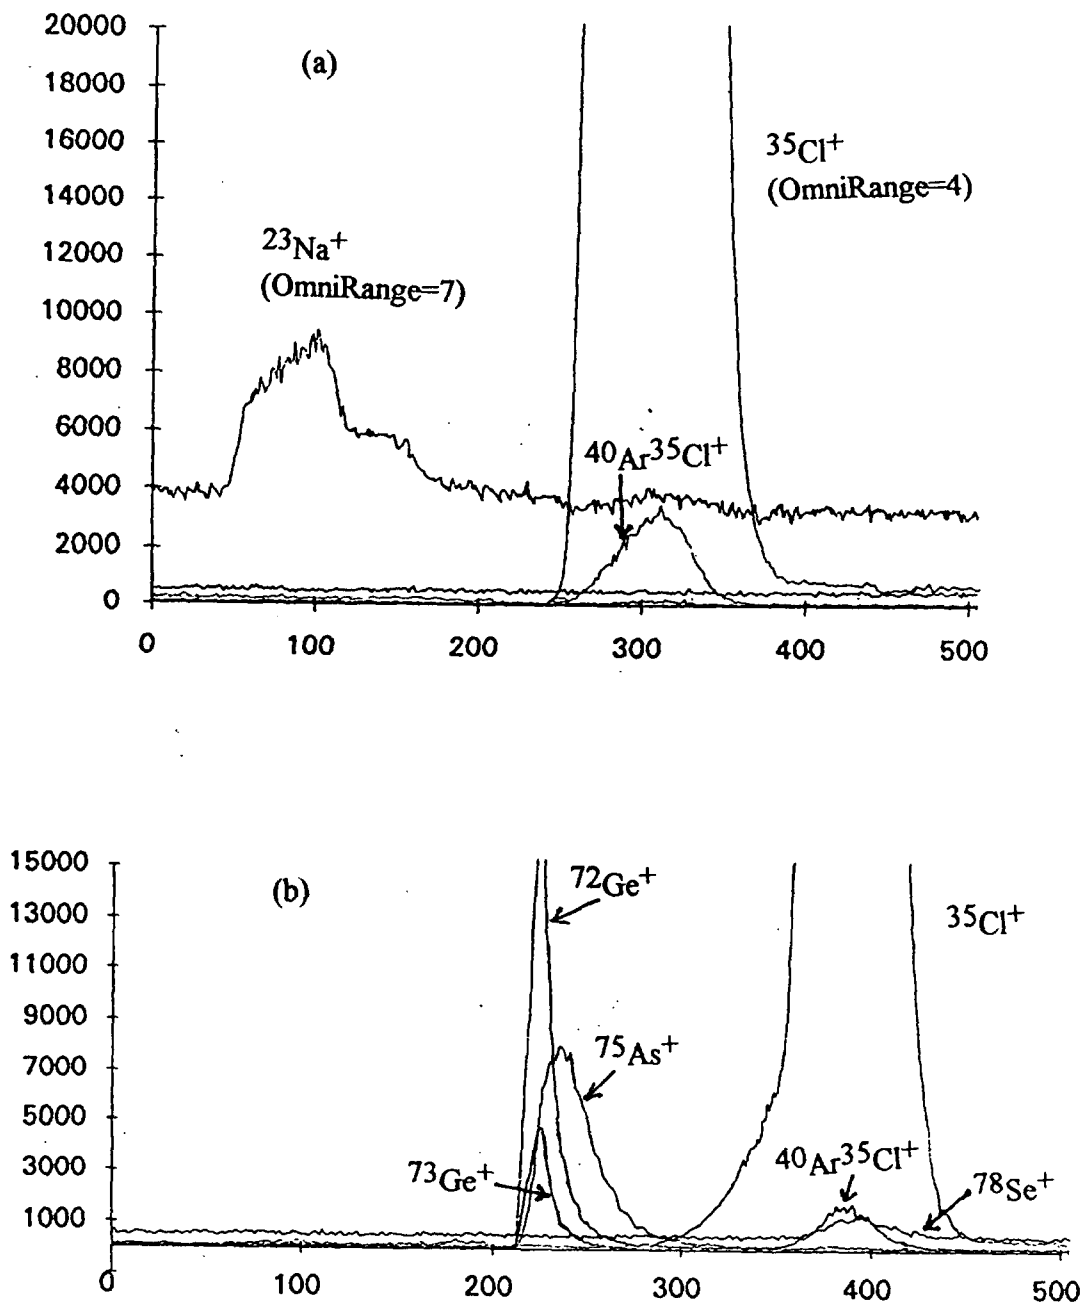 20000
(a)
18000
16000
³⁵Cl⁺
(OmniRange=4)
14000
²³Na⁺
12000
(OmniRange=7)
10000
8000
6000
⁴⁰Ar³⁵Cl⁺
4000
2000
0
0 100 200 300 400 500
15000
(b)
⁷²Ge⁺
13000
³⁵Cl⁺
11000
9000
⁷⁵As⁺
7000
5000
3000
⁷³Ge⁺
⁴⁰Ar³⁵Cl⁺
⁷⁸Se⁺
1000
0 100 200 300 400 500